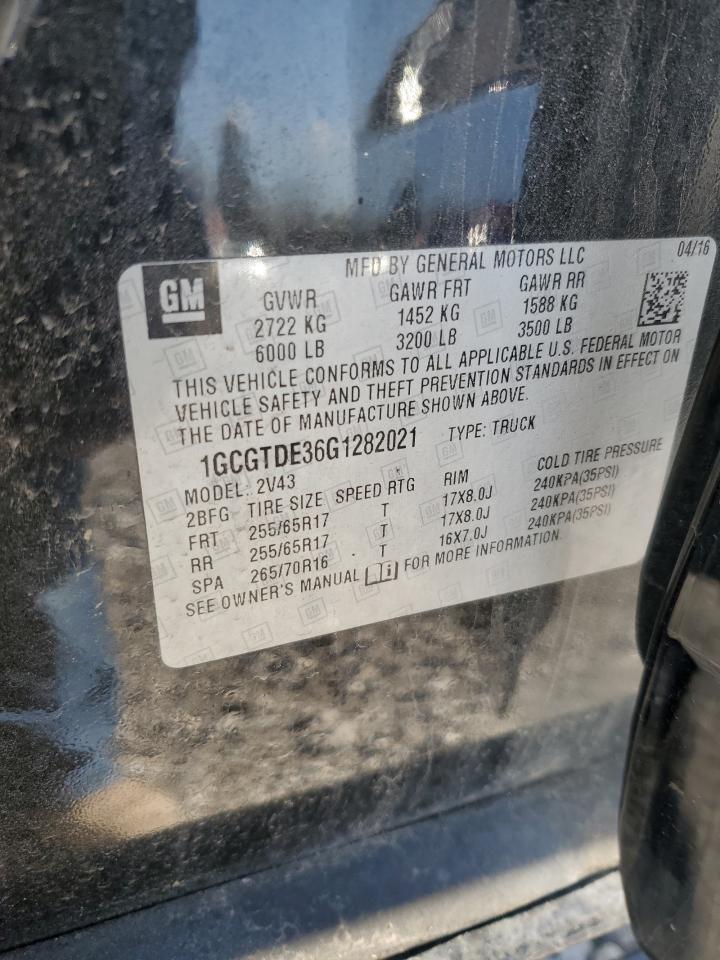 MFD BY GENERAL MOTORS LLC 04/16
GM
GVWR GAWR FRT GAWR RR
2722 KG 1452 KG 1588 KG
6000 LB 3200 LB 3500 LB
THIS VEHICLE CONFORMS TO ALL APPLICABLE U.S. FEDERAL MOTOR
VEHICLE SAFETY AND THEFT PREVENTION STANDARDS IN EFFECT ON
THE DATE OF MANUFACTURE SHOWN ABOVE.
1GCGTDE36G1282021 TYPE: TRUCK
MODEL: 2V43
2BFG TIRE SIZE SPEED RTG RIM COLD TIRE PRESSURE
FRT 255/65R17 T 17X8.0J 240KPA(35PSI)
RR 255/65R17 T 17X8.0J 240KPA(35PSI)
SPA 265/70R16 T 16X7.0J 240KPA(35PSI)
SEE OWNER'S MANUAL FOR MORE INFORMATION.